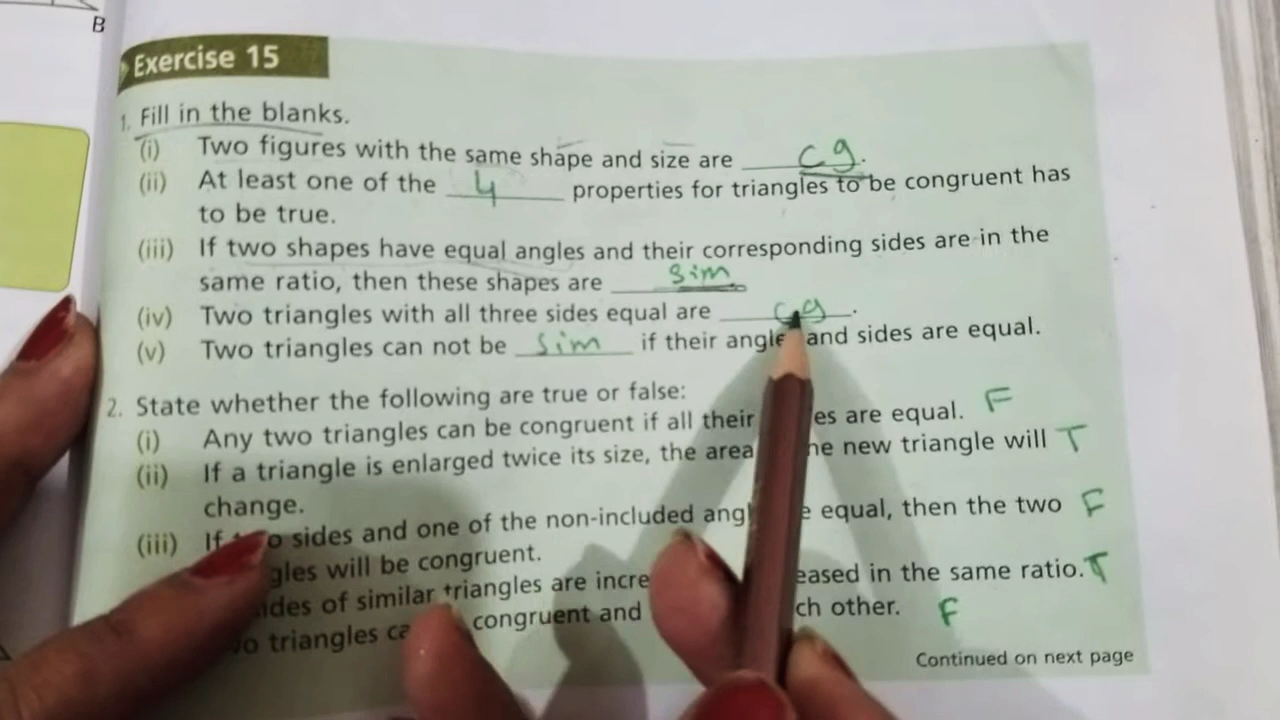 B
Exercise 15
1. Fill in the blanks.
(i) Two figures with the same shape and size are cg.
(ii) At least one of the 4 properties for triangles to be congruent has
to be true.
(iii) If two shapes have equal angles and their corresponding sides are in the
same ratio, then these shapes are sim
(iv) Two triangles with all three sides equal are cg.
(v) Two triangles can not be sim if their angle and sides are equal.
2. State whether the following are true or false:
(i) Any two triangles can be congruent if all their es are equal. F
(ii) If a triangle is enlarged twice its size, the area he new triangle will T
change.
(iii) If o sides and one of the non-included ang e equal, then the two F
gles will be congruent.
ides of similar triangles are incre eased in the same ratio. T
o triangles ca congruent and ch other. F
Continued on next page